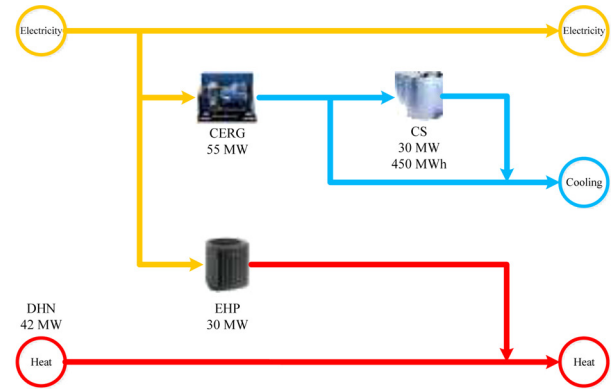 Electricity
Electricity
CERG
55 MW
CS
30 MW
450 MWh
Cooling
EHP
30 MW
DHN
42 MW
Heat
Heat